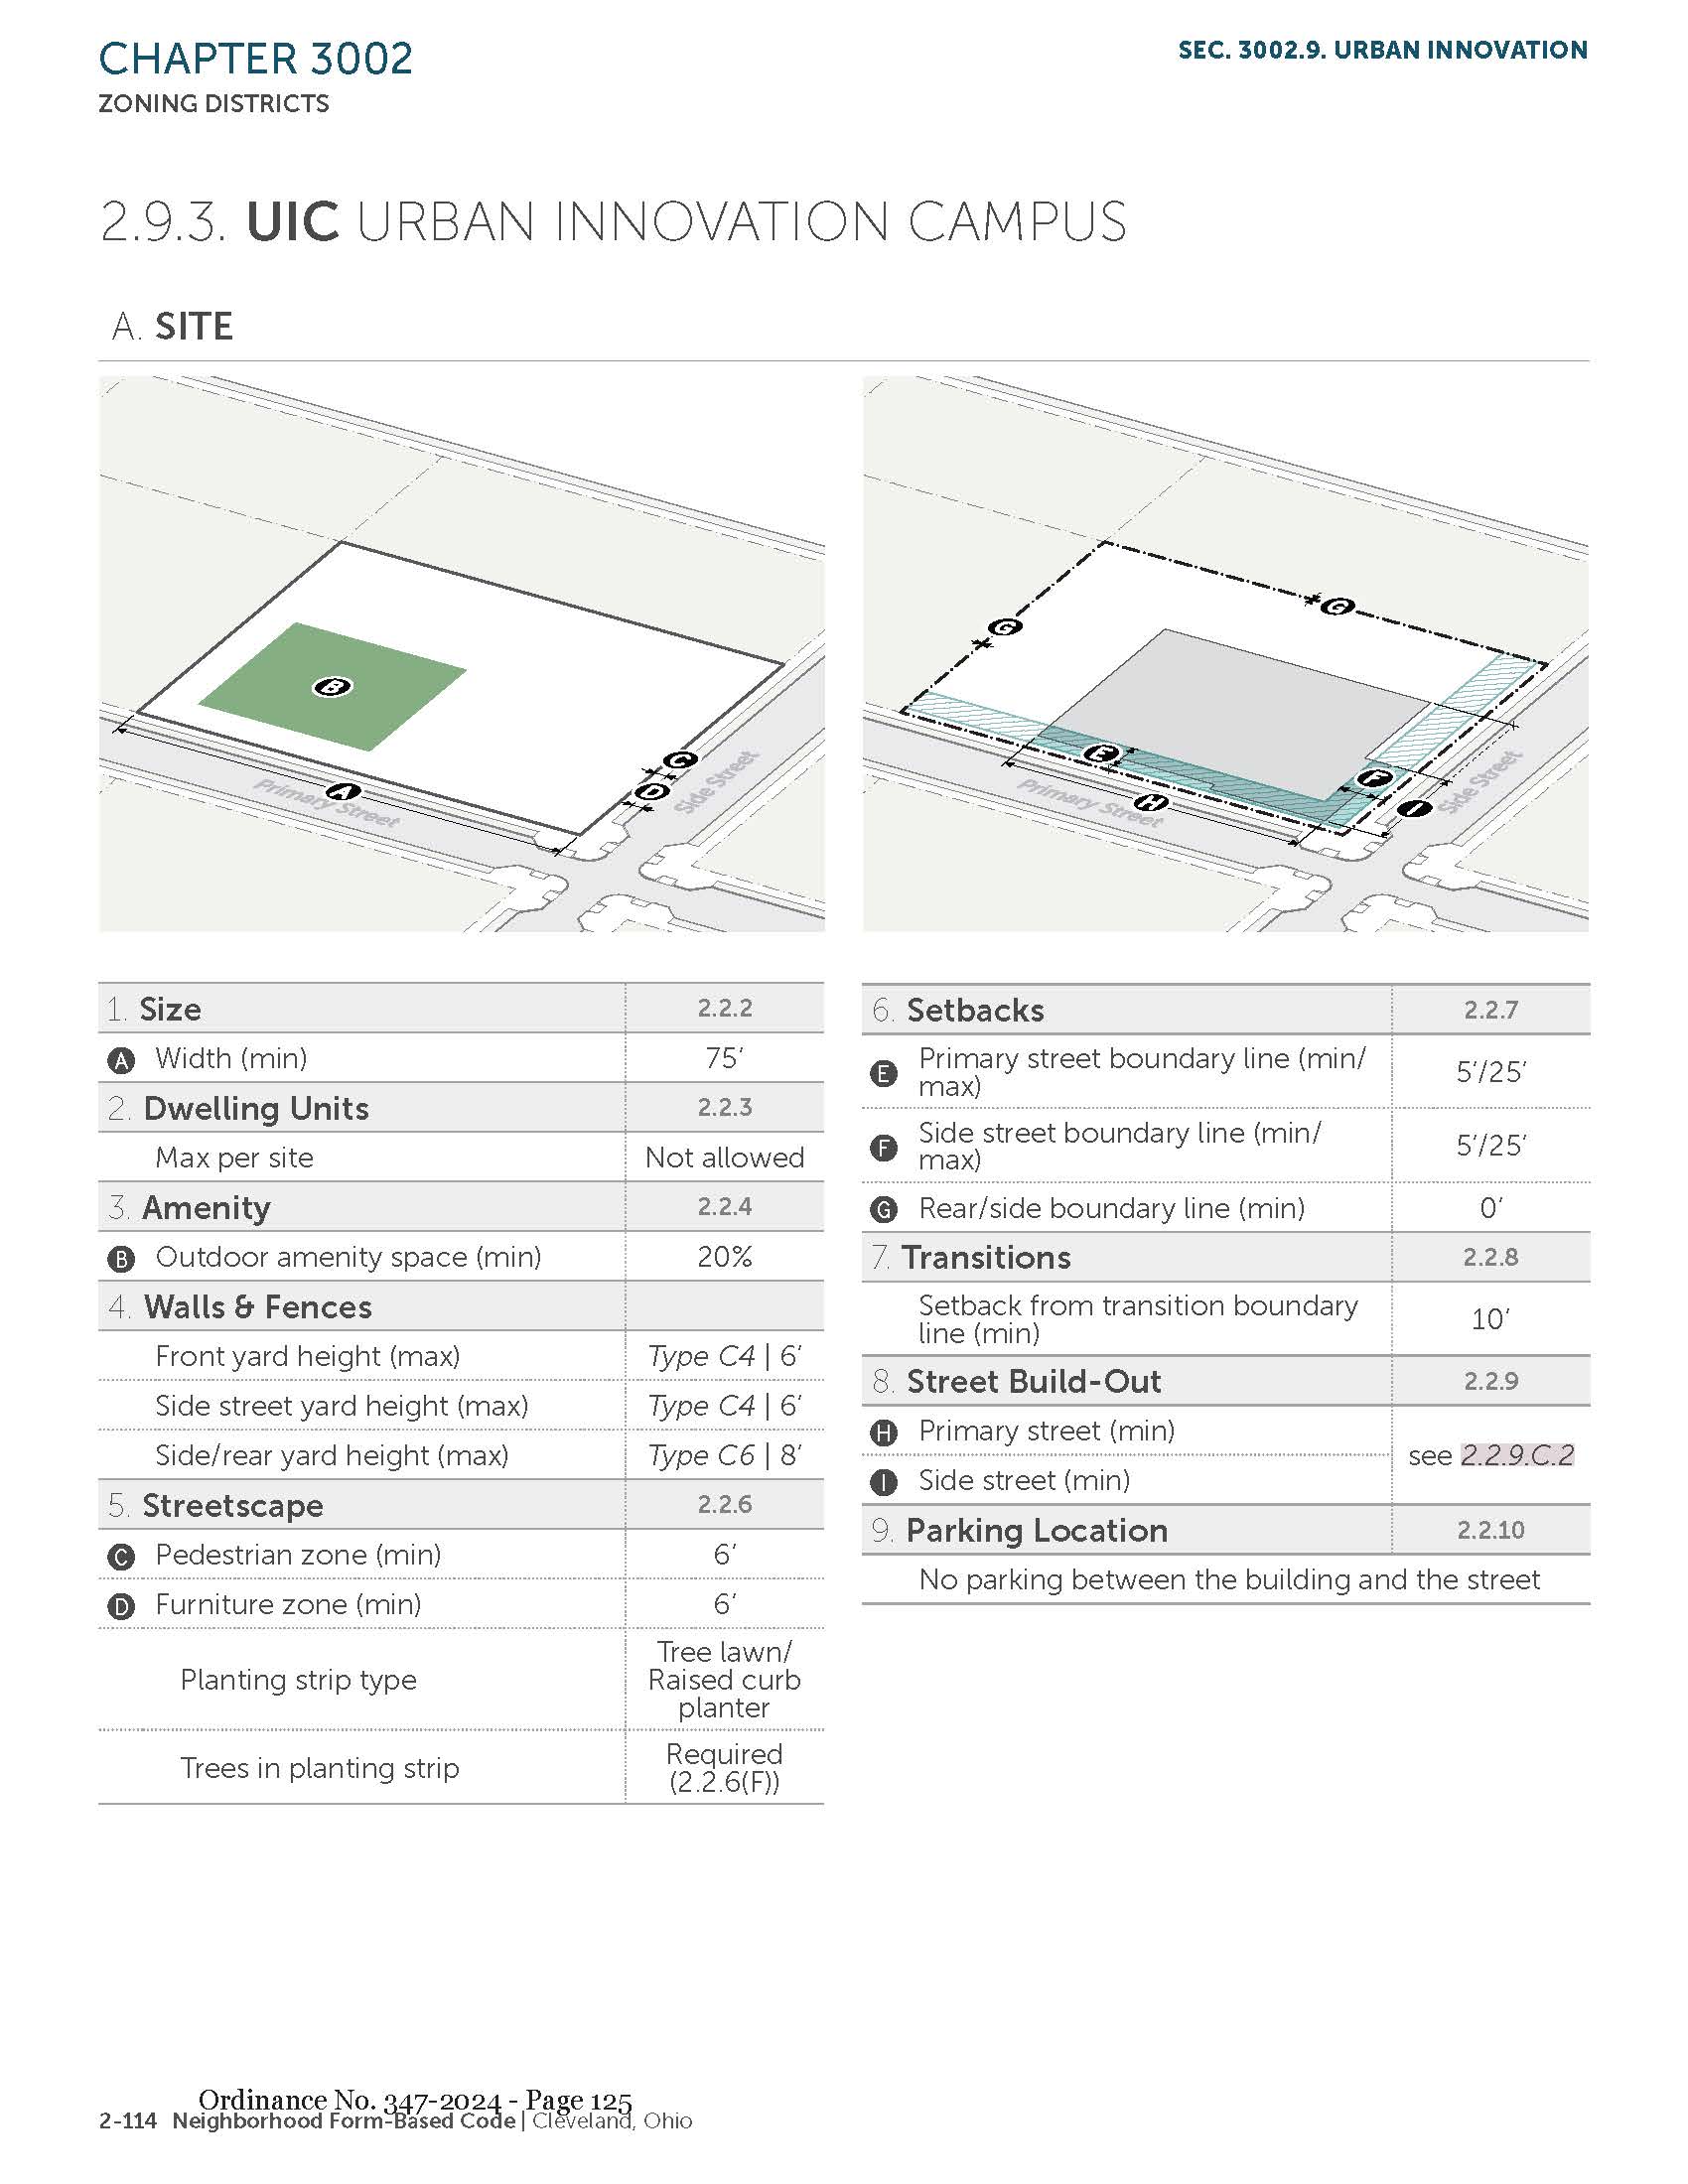 CHAPTER 3002
ZONING DISTRICTS
SEC. 3002.9. URBAN INNOVATION
2.9.3. UIC URBAN INNOVATION CAMPUS
A. SITE
B
C
D
A
Primary Street
Side Street
G
G
E
F
H
I
Primary Street
Side Street
1. Size 2.2.2
A Width (min) 75′
2. Dwelling Units 2.2.3
Max per site Not allowed
3. Amenity 2.2.4
B Outdoor amenity space (min) 20%
4. Walls & Fences
Front yard height (max) Type C4 | 6′
Side street yard height (max) Type C4 | 6′
Side/rear yard height (max) Type C6 | 8′
5. Streetscape 2.2.6
C Pedestrian zone (min) 6′
D Furniture zone (min) 6′
Planting strip type Tree lawn/
Raised curb
planter
Trees in planting strip Required
(2.2.6(F))
6. Setbacks 2.2.7
E Primary street boundary line (min/
max) 5′/25′
F Side street boundary line (min/
max) 5′/25′
G Rear/side boundary line (min) 0′
7. Transitions 2.2.8
Setback from transition boundary
line (min) 10′
8. Street Build-Out 2.2.9
H Primary street (min)
see 2.2.9.C.2
I Side street (min)
9. Parking Location 2.2.10
No parking between the building and the street
Ordinance No. 347-2024 - Page 125
2-114 Neighborhood Form-Based Code | Cleveland, Ohio